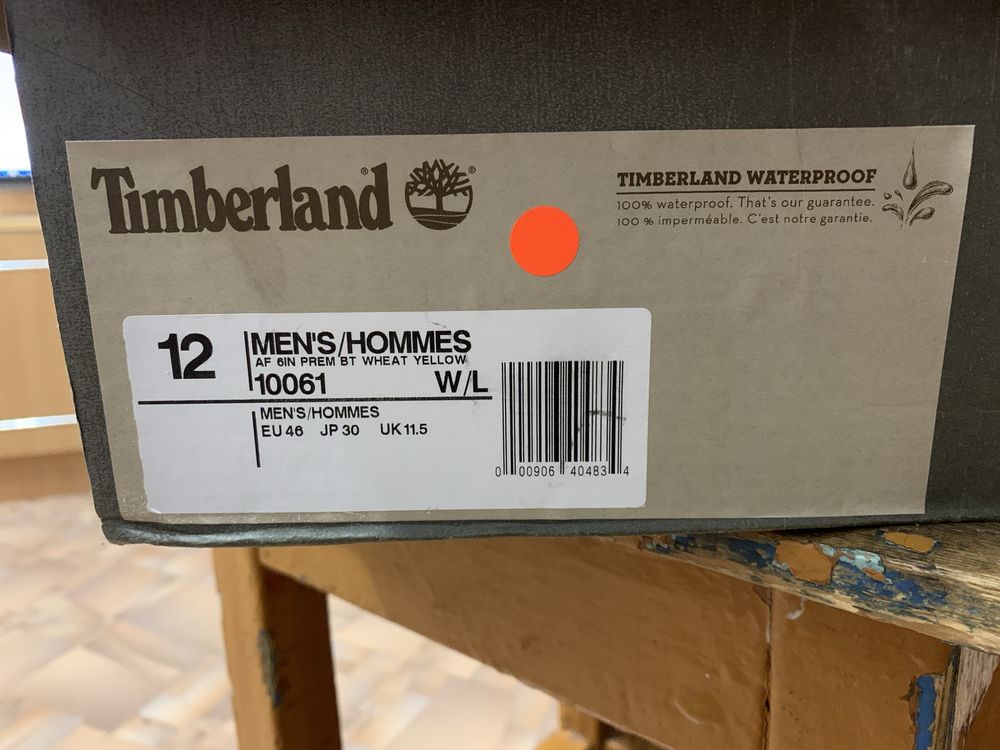 Timberland®
®
TIMBERLAND WATERPROOF
100% waterproof. That's our guarantee.
100 % imperméable. C'est notre garantie.
12
MEN'S/HOMMES
AF 6IN PREM BT WHEAT YELLOW
10061 W/L
MEN'S/HOMMES
EU 46 JP 30 UK 11.5
0 00906 40483 4